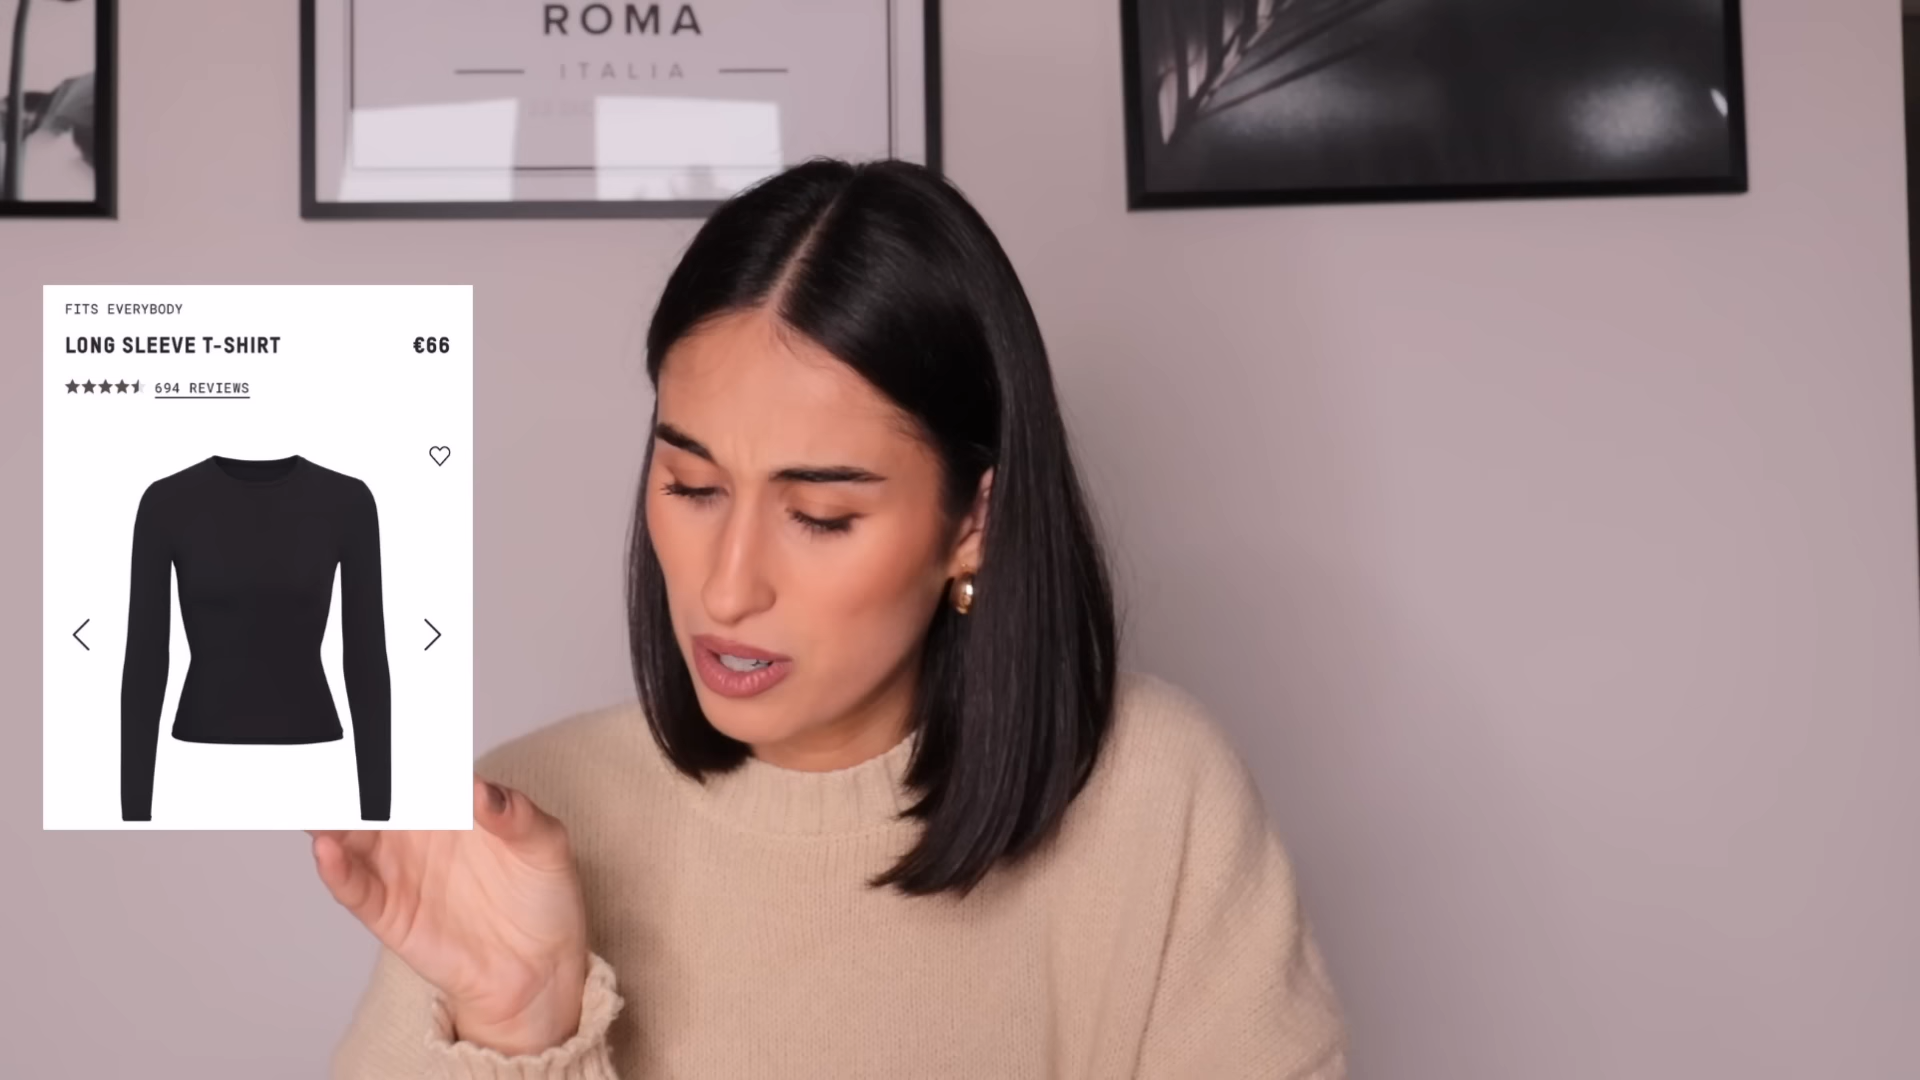 ROMA
ITALIA
FITS EVERYBODY
LONG SLEEVE T-SHIRT €66
694 REVIEWS